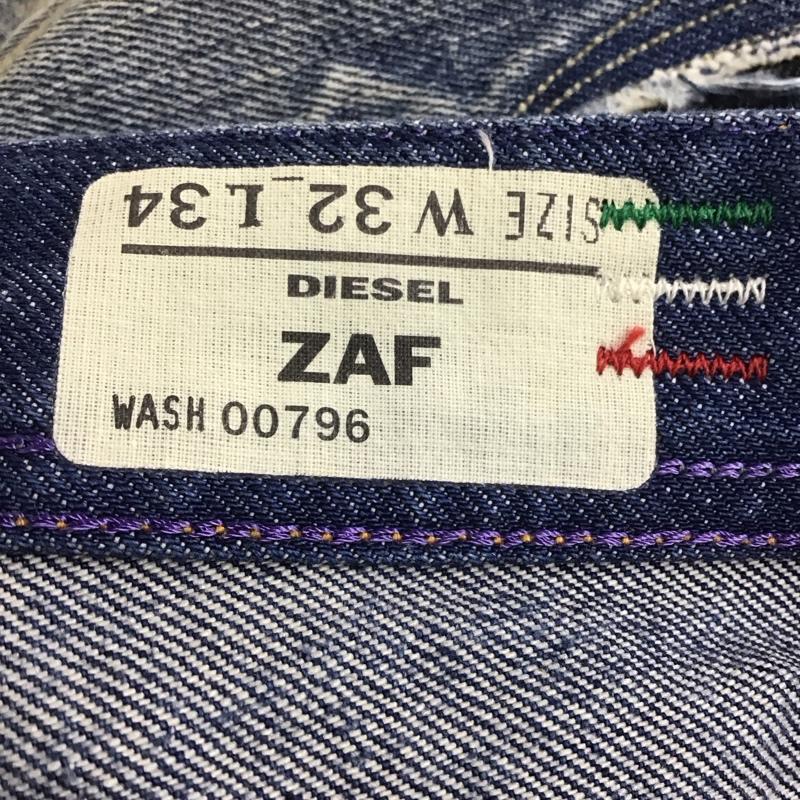 SIZE W 32 L 34
DIESEL
ZAF
WASH 00796